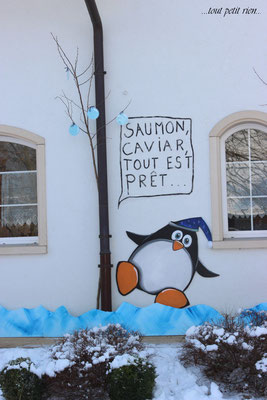 ...tout petit rien...
SAUMON,
CAVIAR,
TOUT EST
PRÊT...